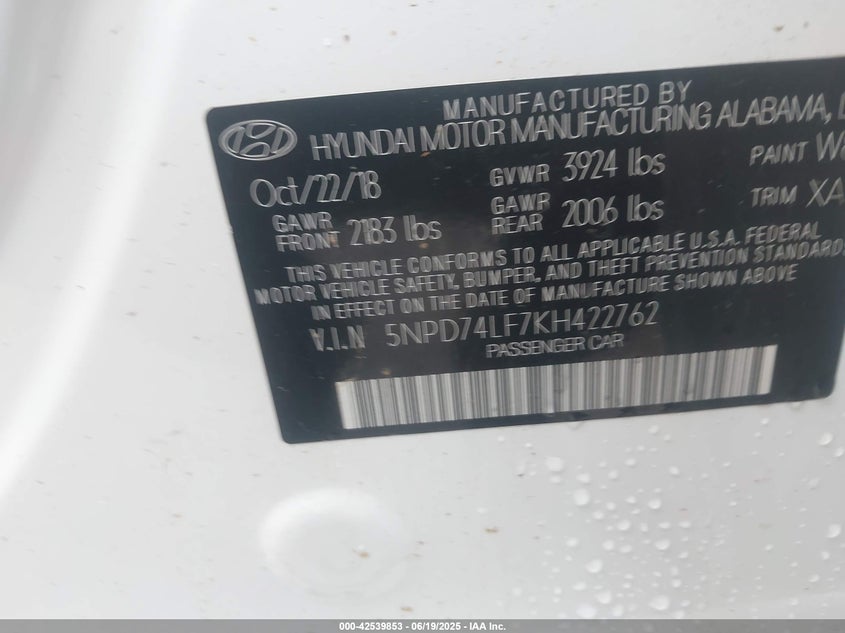 MANUFACTURED BY
HYUNDAI MOTOR MANUFACTURING ALABAMA,
Oct/22/18 GVWR 3924 lbs PAINT
GAWR FRONT 2183 lbs GAWR REAR 2006 lbs TRIM XA
THIS VEHICLE CONFORMS TO ALL APPLICABLE U.S.A. FEDERAL
MOTOR VEHICLE SAFETY, BUMPER, AND THEFT PREVENTION STANDARDS
IN EFFECT ON THE DATE OF MANUFACTURE SHOWN ABOVE
V.I.N 5NPD74LF7KH422762
PASSENGER CAR
000-42539853 - 06/19/2025 - IAA Inc.